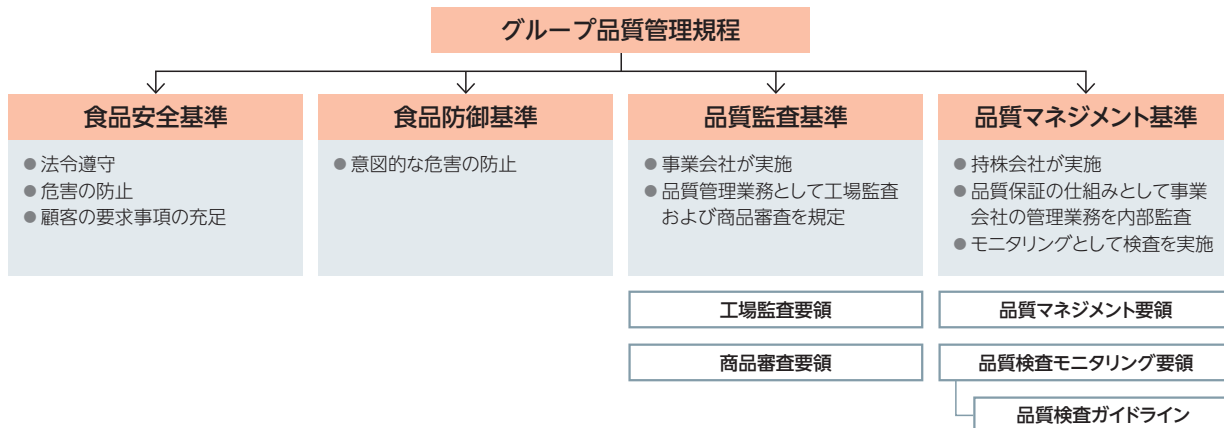 グループ品質管理規程
食品安全基準
● 法令遵守
● 危害の防止
● 顧客の要求事項の充足
食品防御基準
● 意図的な危害の防止
品質監査基準
● 事業会社が実施
● 品質管理業務として工場監査
および商品審査を規定
工場監査要領
商品審査要領
品質マネジメント基準
● 持株会社が実施
● 品質保証の仕組みとして事業
会社の管理業務を内部監査
● モニタリングとして検査を実施
品質マネジメント要領
品質検査モニタリング要領
品質検査ガイドライン